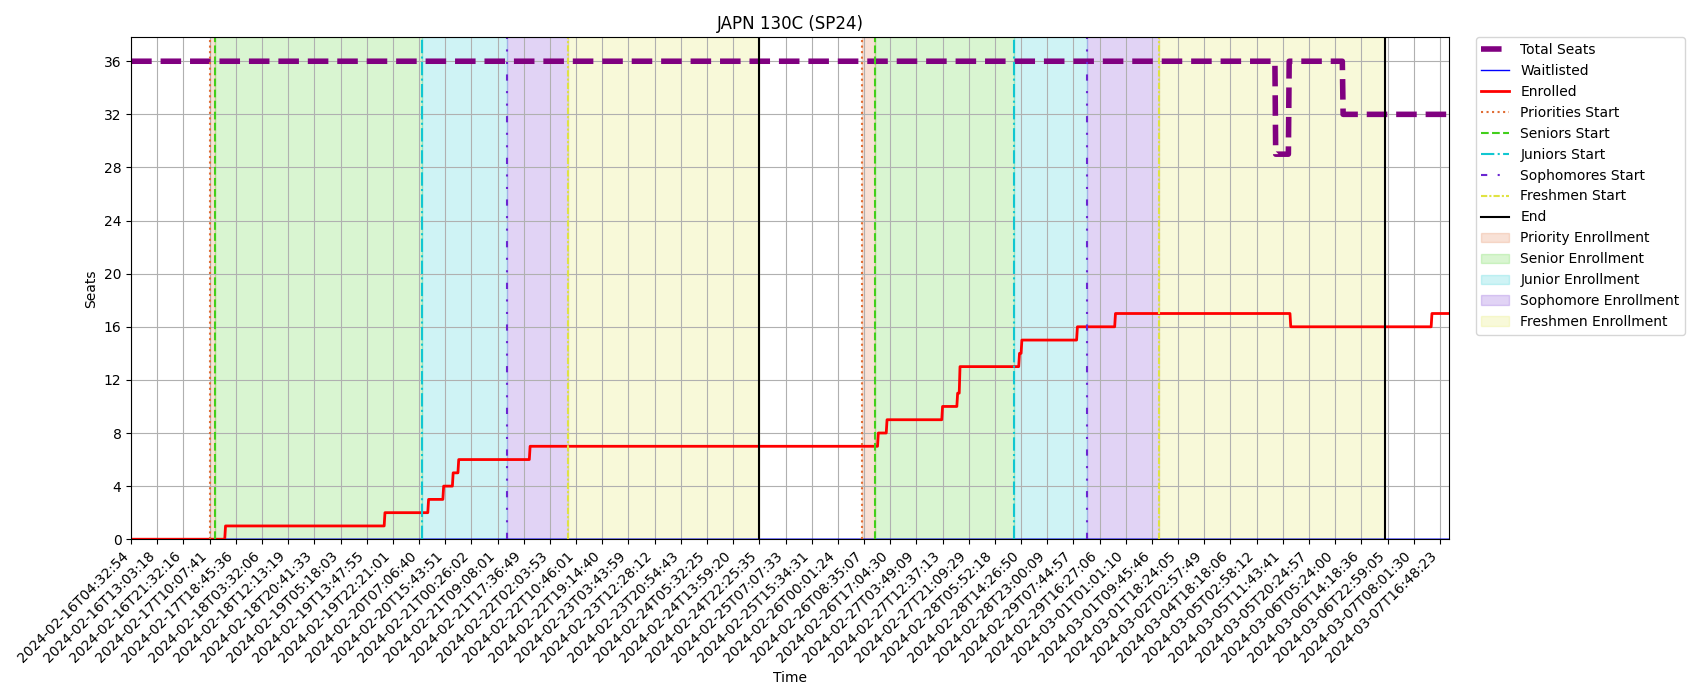 JAPN 130C (SP24)
Seats
36
32
28
24
20
16
12
8
4
0
2024-02-16T04:32:54
2024-02-16T13:03:18
2024-02-16T21:32:16
2024-02-17T10:07:41
2024-02-17T18:45:36
2024-02-18T03:32:06
2024-02-18T12:13:19
2024-02-18T20:41:33
2024-02-19T05:18:03
2024-02-19T13:47:55
2024-02-19T22:21:01
2024-02-20T07:06:40
2024-02-20T15:43:51
2024-02-21T00:26:02
2024-02-21T09:08:01
2024-02-21T17:36:49
2024-02-22T02:03:53
2024-02-22T10:46:01
2024-02-22T19:14:40
2024-02-23T03:43:59
2024-02-23T12:28:12
2024-02-23T20:54:43
2024-02-24T05:32:25
2024-02-24T13:59:20
2024-02-24T22:25:35
2024-02-25T07:07:33
2024-02-25T15:34:31
2024-02-26T00:01:24
2024-02-26T08:35:07
2024-02-26T17:04:30
2024-02-27T03:49:09
2024-02-27T12:37:13
2024-02-27T21:09:29
2024-02-28T05:52:18
2024-02-28T14:26:50
2024-02-28T23:00:09
2024-02-29T07:44:57
2024-02-29T16:27:06
2024-03-01T01:01:10
2024-03-01T09:45:46
2024-03-01T18:24:05
2024-03-02T02:57:49
2024-03-04T18:18:06
2024-03-05T02:58:12
2024-03-05T11:43:41
2024-03-05T20:24:57
2024-03-06T05:24:00
2024-03-06T14:18:36
2024-03-06T22:59:05
2024-03-07T08:01:30
2024-03-07T16:48:23
Time
Total Seats
Waitlisted
Enrolled
Priorities Start
Seniors Start
Juniors Start
Sophomores Start
Freshmen Start
End
Priority Enrollment
Senior Enrollment
Junior Enrollment
Sophomore Enrollment
Freshmen Enrollment